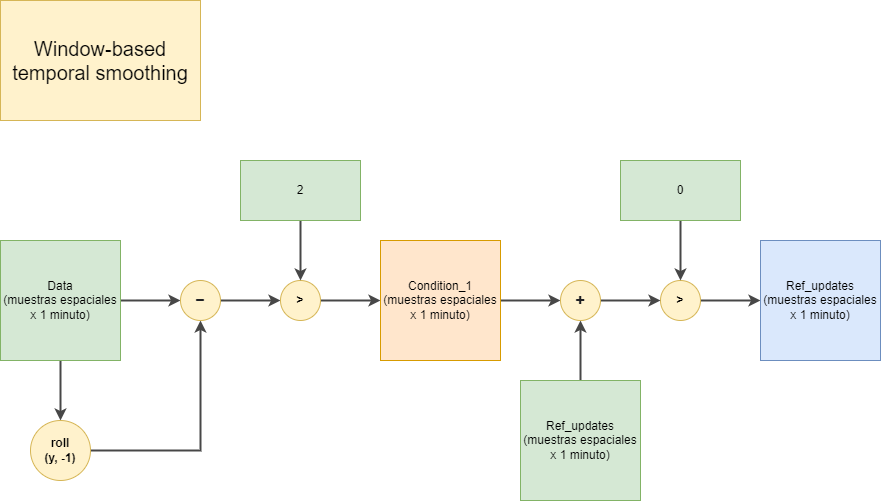 Window-based
temporal smoothing
2
0
Data
(muestras espaciales
x 1 minuto)
−
>
Condition_1
(muestras espaciales
x 1 minuto)
+
>
Ref_updates
(muestras espaciales
x 1 minuto)
roll
(y, -1)
Ref_updates
(muestras espaciales
x 1 minuto)